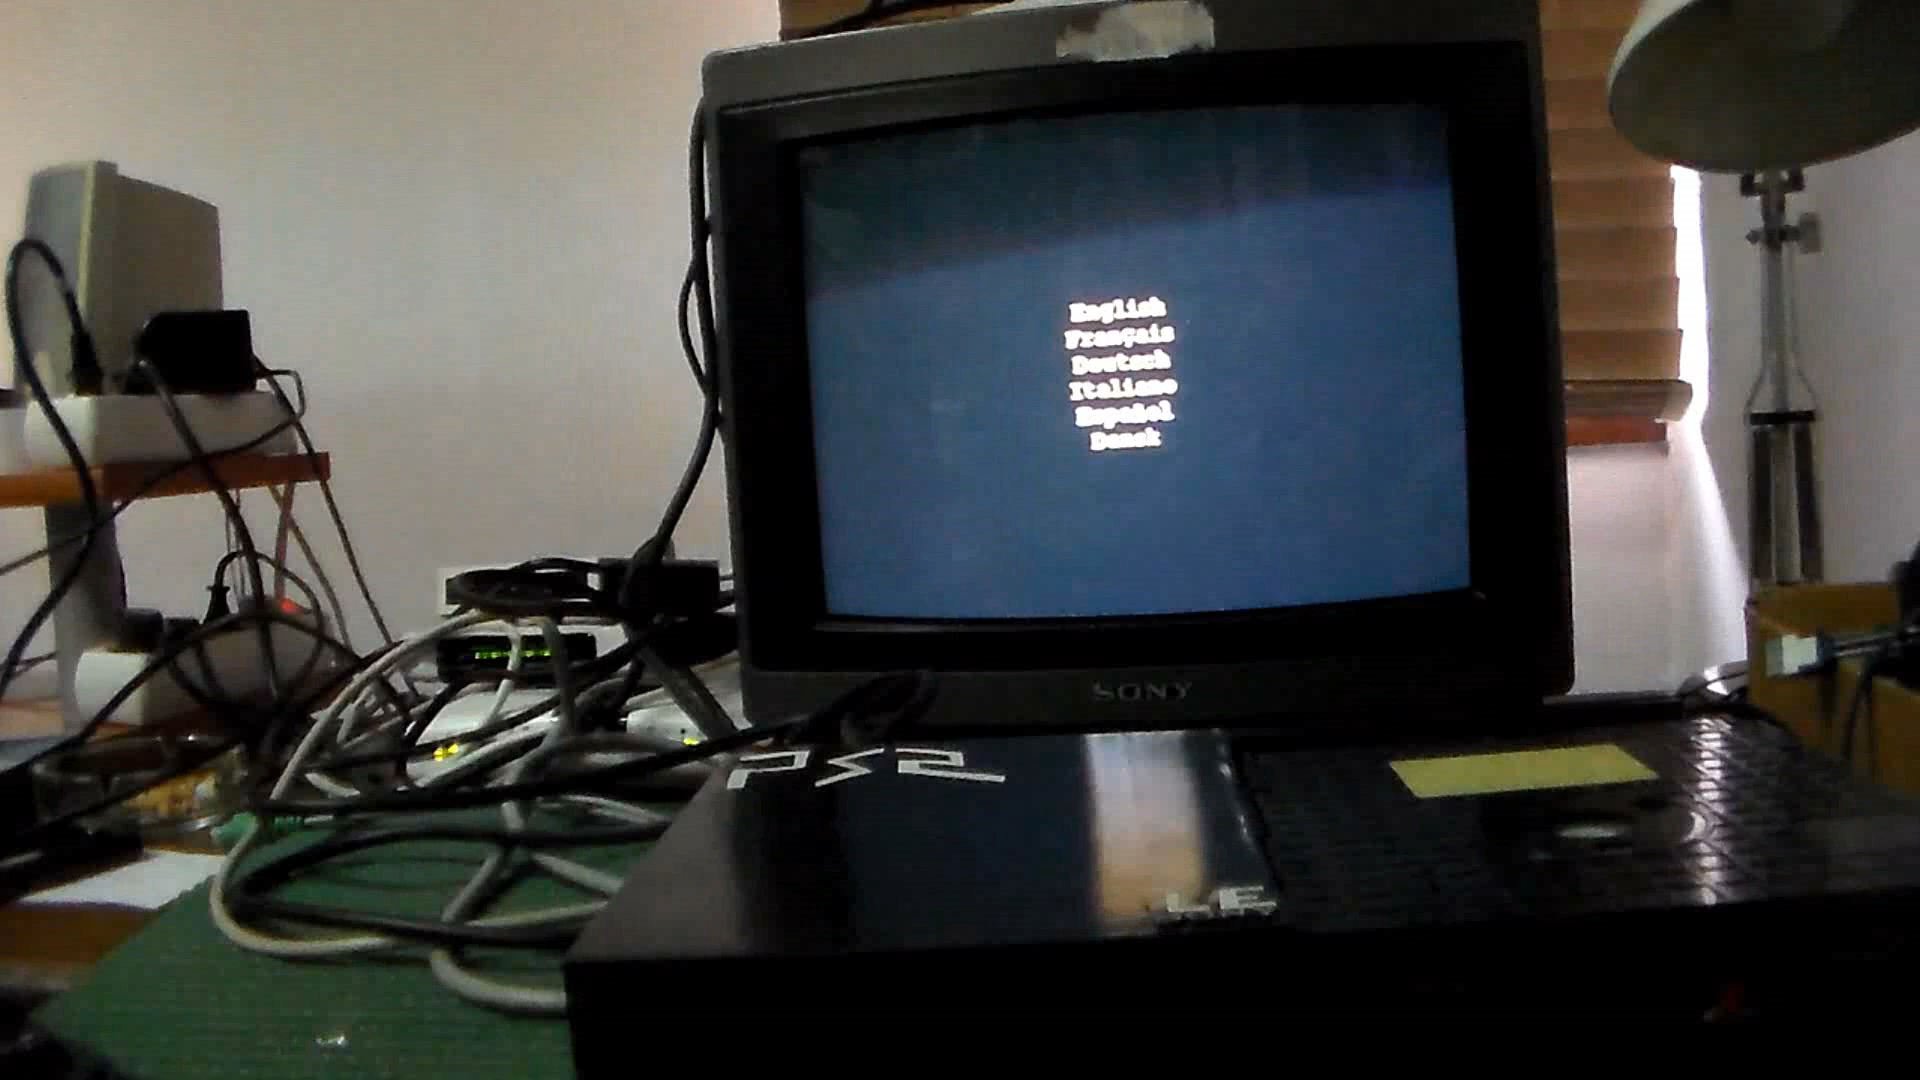 English
Français
Deutsch
Italiano
Español
Dansk
SONY
PS2